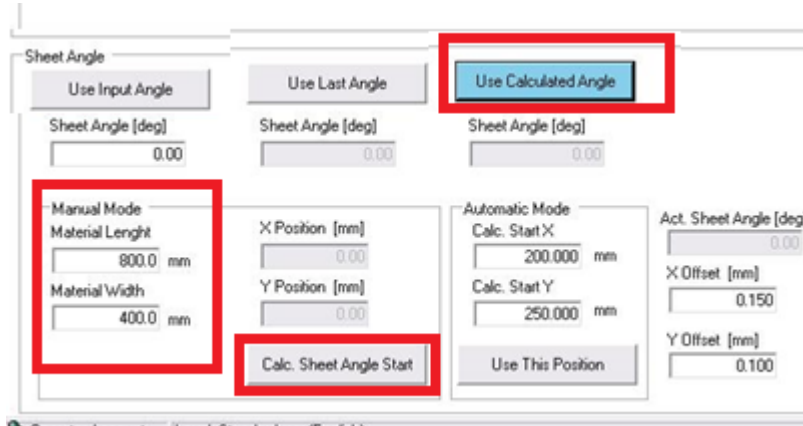 Sheet Angle
Use Input Angle
Use Last Angle
Use Calculated Angle
Sheet Angle [deg]
0.00
Sheet Angle [deg]
0.00
Sheet Angle [deg]
0.00
Manual Mode
Material Lenght
800.0 mm
Material Width
400.0 mm
X Position [mm]
0.00
Y Position [mm]
0.00
Calc. Sheet Angle Start
Automatic Mode
Calc. Start X
200.000 mm
Calc. Start Y
250.000 mm
Use This Position
Act. Sheet Angle [deg
0.00
X Offset [mm]
0.150
Y Offset [mm]
0.100